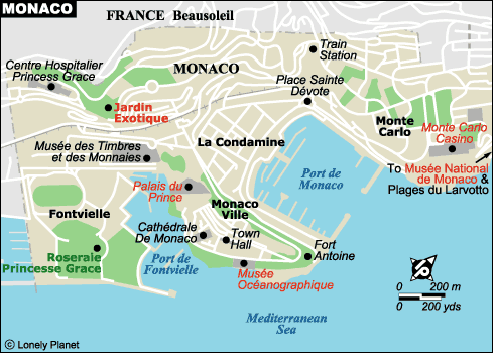 MONACO
FRANCE Beausoleil
Train
Station
Centre Hospitalier
Princess Grace
MONACO
Place Sainte
Dévote
Jardin
Exotique
Monte
Carlo
Monte Carlo
Casino
La Condamine
Musée des Timbres
et des Monnaies
To Musée National
de Monaco &
Plages du Larvotto
Port de
Monaco
Palais du
Prince
Monaco
Ville
Fontvieille
Cathédrale
De Monaco
Town
Hall
Fort
Antoine
Roseraie
Princesse Grace
Port de
Fontvielle
Musée
Océanographique
0 200 m
0 200 yds
Mediterranean
Sea
© Lonely Planet